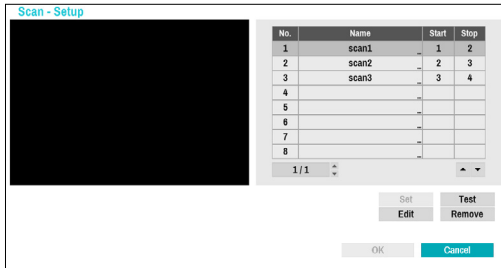 Scan - Setup
No. Name Start Stop
1 scan1 ... 1 2
2 scan2 ... 2 3
3 scan3 ... 3 4
4 ...
5 ...
6 ...
7 ...
8 ...
1 / 1
Set Test
Edit Remove
OK Cancel